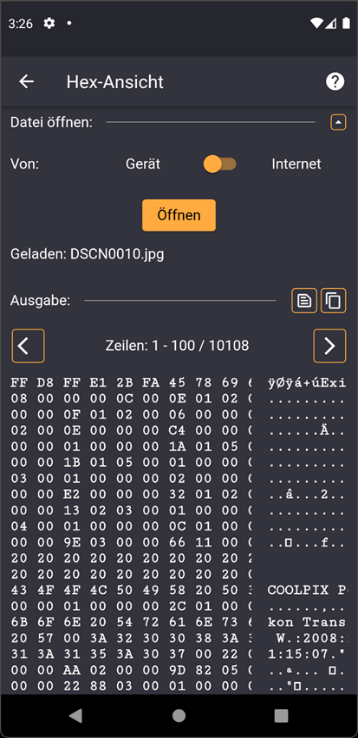 3:26
Hex-Ansicht
Datei öffnen:
Von: Gerät Internet
Öffnen
Geladen: DSCN0010.jpg
Ausgabe:
Zeilen: 1 - 100 / 10108
FF D8 FF E1 2B FA 45 78 69 ÿØÿá+úExi
08 00 00 00 0C 00 0E 01 02 .........
00 00 0F 01 02 00 06 00 00 .........
02 00 0E 00 00 00 C4 00 00 ......Ä..
00 00 01 00 00 00 1A 01 05 .........
00 00 1B 01 05 00 01 00 00 .........
03 00 01 00 00 00 02 00 00 .........
00 00 E2 00 00 00 32 01 02 ..â...2..
00 00 13 02 03 00 01 00 00 .........
04 00 01 00 00 00 0C 01 00 .........
00 00 9E 03 00 00 66 11 00 ......f..
20 20 20 20 20 20 20 20 20
20 20 20 20 20 20 20 20 20
43 4F 4F 4C 50 49 58 20 50 COOLPIX P
00 00 01 00 00 00 2C 01 00 ......,..
6B 6F 6E 20 54 72 61 6E 73 kon Trans
20 57 00 3A 32 30 30 38 3A W.:2008:
31 3A 31 35 3A 30 37 00 22 1:15:07."
00 00 AA 02 00 00 9D 82 05 ..ª... .
00 00 22 88 03 00 01 00 00 .."......